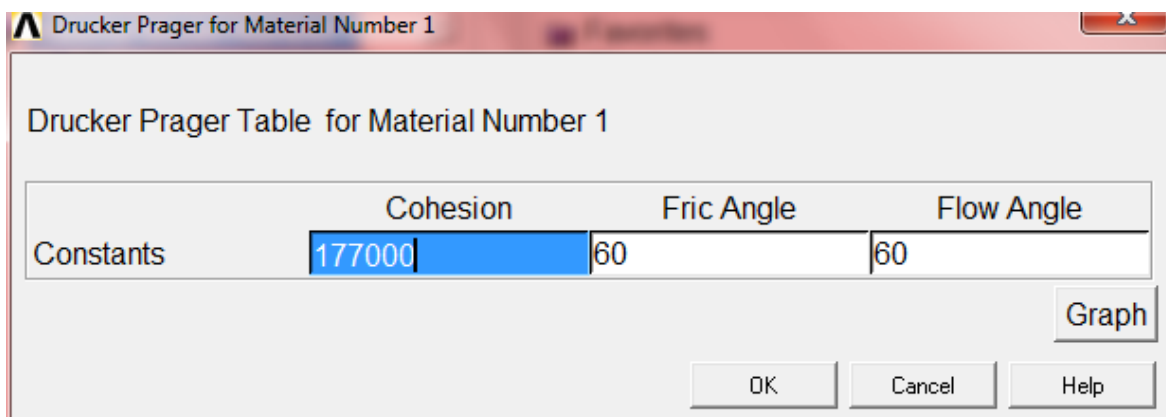 Drucker Prager for Material Number 1
Favorites
Drucker Prager Table for Material Number 1
Cohesion Fric Angle Flow Angle
Constants 177000 60 60
Graph
OK Cancel Help